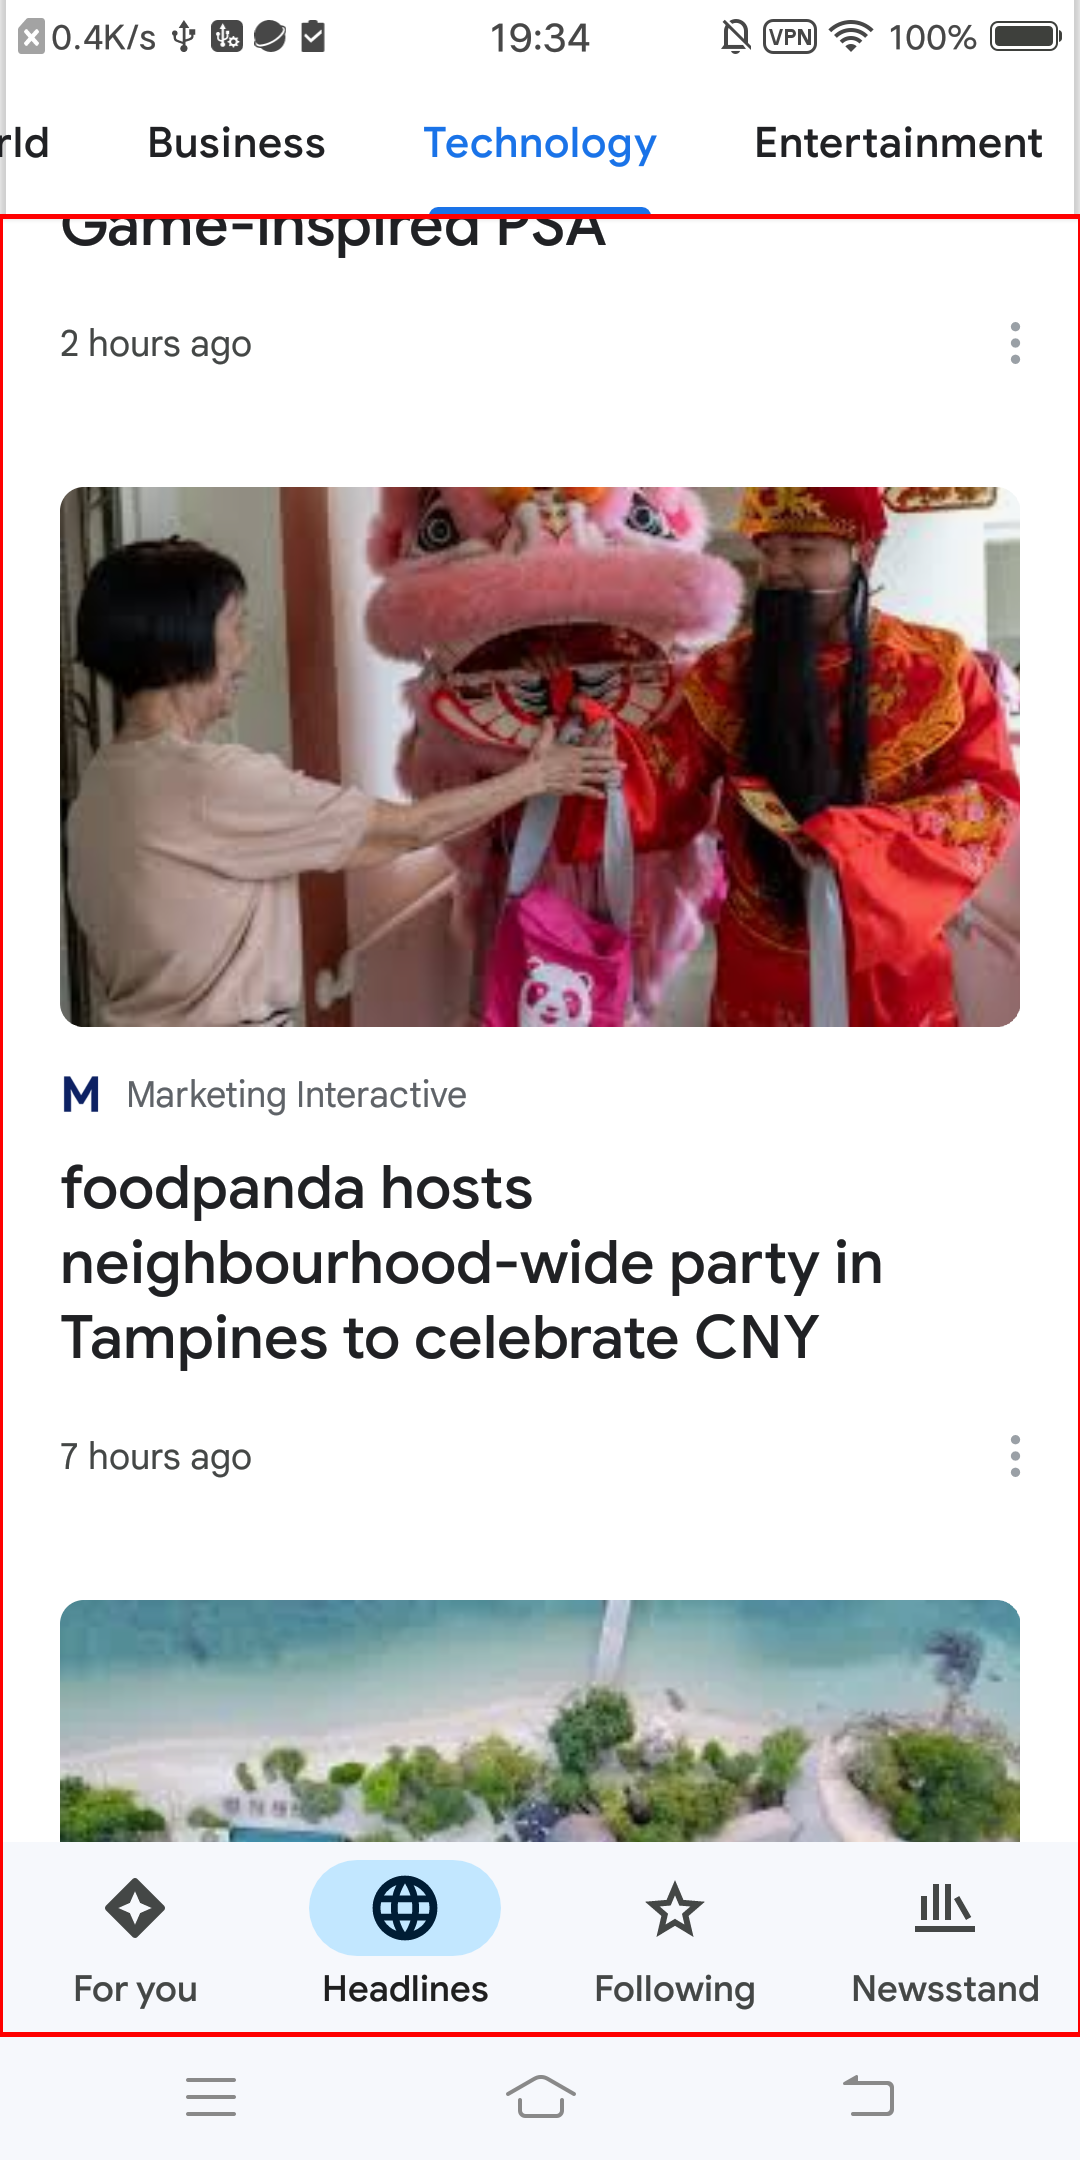 0.4K/s 19:34 VPN 100%
Business Technology Entertainment
Game-inspired PSA
2 hours ago
M Marketing Interactive
foodpanda hosts
neighbourhood-wide party in
Tampines to celebrate CNY
7 hours ago
For you Headlines Following Newsstand